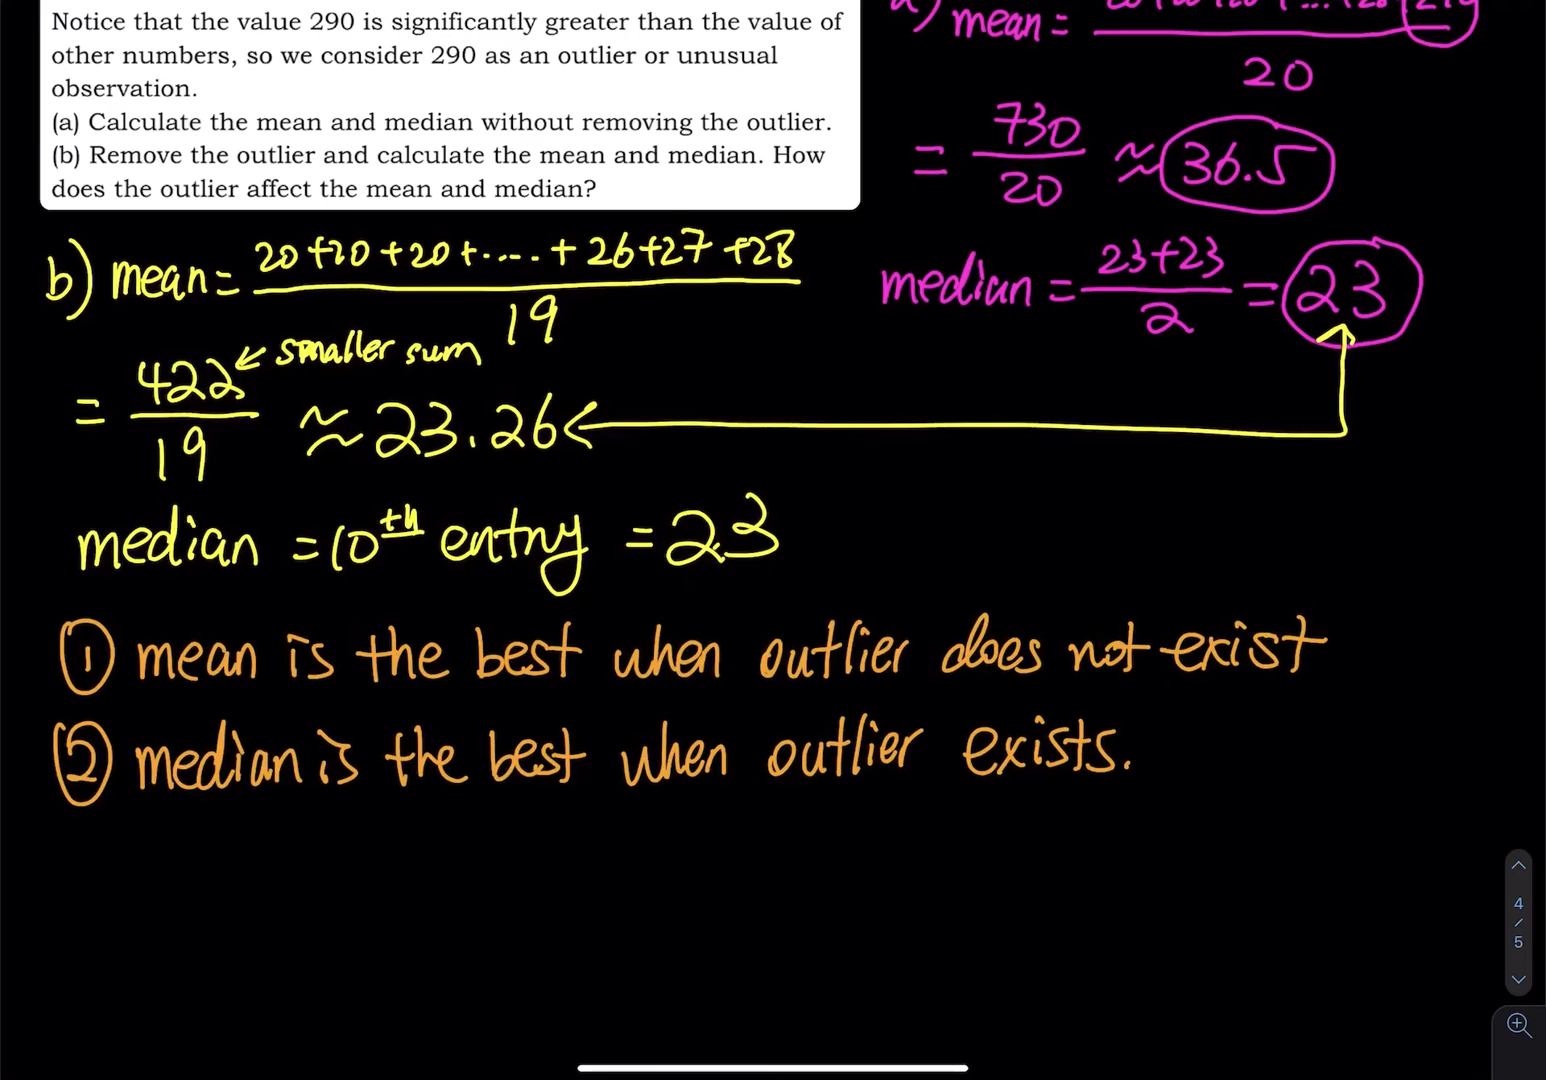 Notice that the value 290 is significantly greater than the value of
other numbers, so we consider 290 as an outlier or unusual
observation.
(a) Calculate the mean and median without removing the outlier.
(b) Remove the outlier and calculate the mean and median. How
does the outlier affect the mean and median?
mean =
20
= 730/20 ≈ 36.5
median = (23+23)/2 = 23
b) mean = (20+20+20+.....+26+27+28)/19
= 422/19 ≈ 23.26
← smaller sum
median = 10th entry = 23
① mean is the best when outlier does not exist
② median is the best when outlier exists.
4
/
5